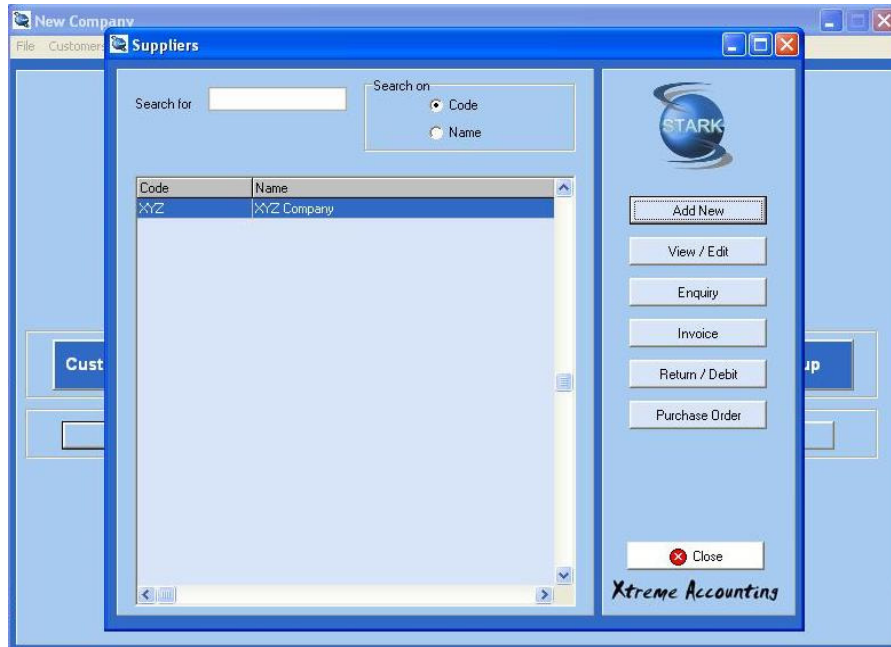 New Company
File Customers
Suppliers
Search for
Search on
Code
Name
STARK
Code Name
XYZ XYZ Company
Add New
View / Edit
Enquiry
Invoice
Return / Debit
Purchase Order
Cust
up
Close
Xtreme Accounting